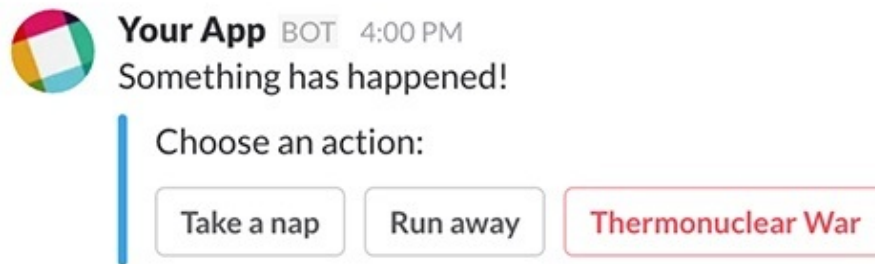 Your App BOT 4:00 PM
Something has happened!
Choose an action:
Take a nap Run away Thermonuclear War